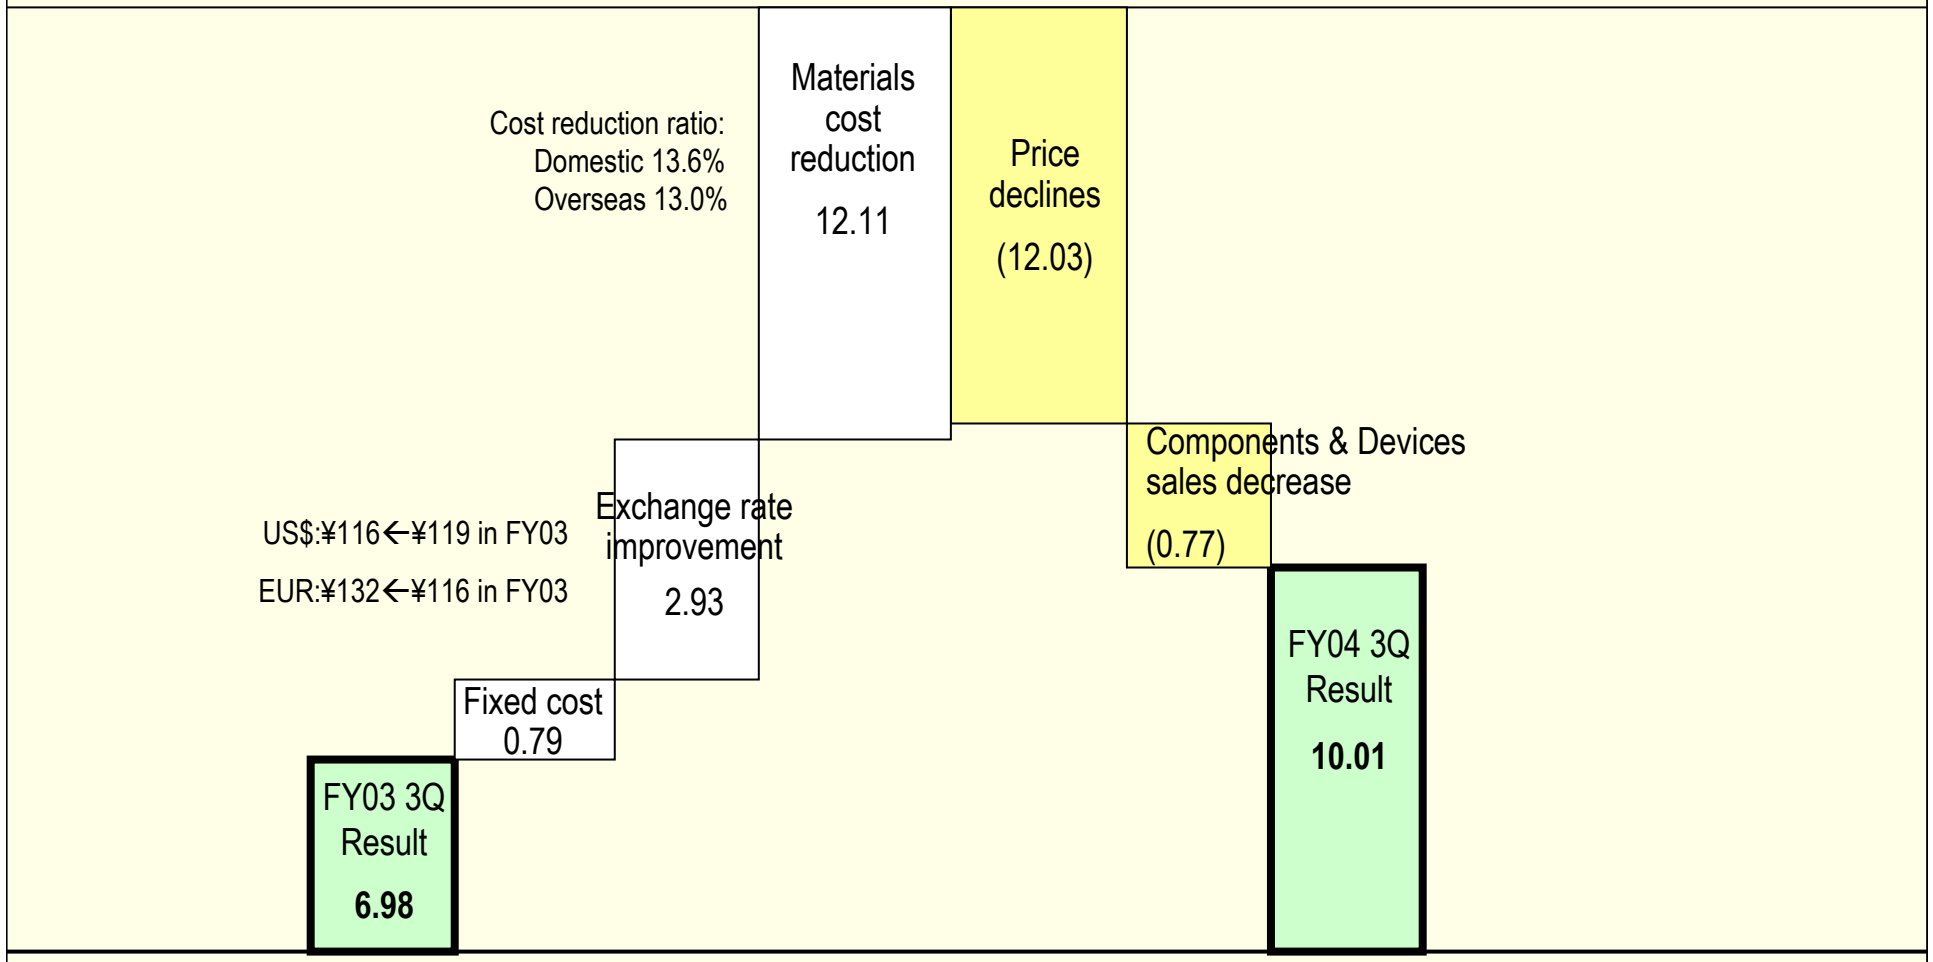 Materials
cost
reduction
12.11
Cost reduction ratio:
Domestic 13.6%
Overseas 13.0%
Price
declines
(12.03)
Components & Devices
sales decrease
(0.77)
Exchange rate
improvement
2.93
US$:¥116←¥119 in FY03
EUR:¥132←¥116 in FY03
Fixed cost
0.79
FY03 3Q
Result
6.98
FY04 3Q
Result
10.01